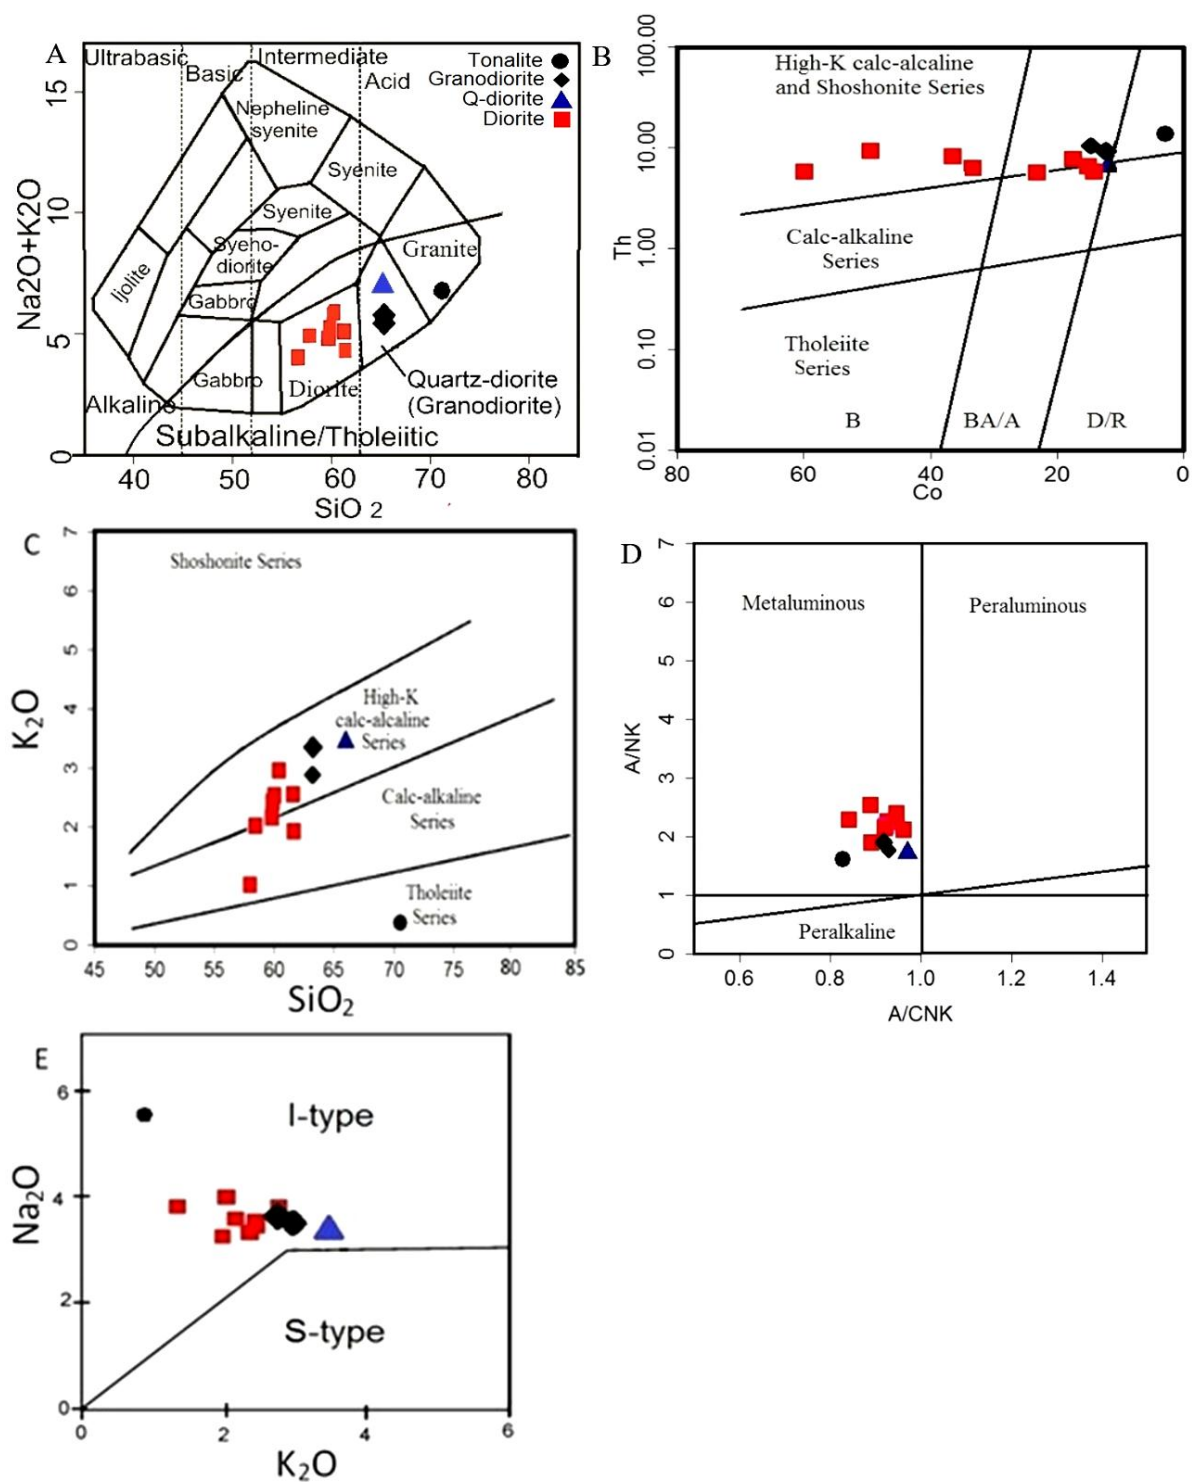 A
Ultrabasic
Basic
Intermediate
Acid
Tonalite
Granodiorite
Q-diorite
Diorite
Nepheline
syenite
Syenite
Syenite
Syeno-
diorite
Granite
Ijolite
Gabbro
Gabbro
Diorite
Quartz-diorite
(Granodiorite)
Alkaline
Subalkaline/Tholeiitic
Na2O+K2O
0
5
10
15
40
50
60
70
80
SiO 2
B
High-K calc-alcaline
and Shoshonite Series
Calc-alkaline
Series
Tholeiite
Series
B
BA/A
D/R
Th
100.00
10.00
1.00
0.10
0.01
80
60
40
20
0
Co
C
Shoshonite Series
High-K
calc-alcaline
Series
Calc-alkaline
Series
Tholeiite
Series
K2O
7
6
5
4
3
2
1
0
45
50
55
60
65
70
75
80
85
SiO2
D
Metaluminous
Peraluminous
Peralkaline
A/NK
7
6
5
4
3
2
1
0
0.6
0.8
1.0
1.2
1.4
A/CNK
E
I-type
S-type
Na2O
6
4
2
0
0
2
4
6
K2O